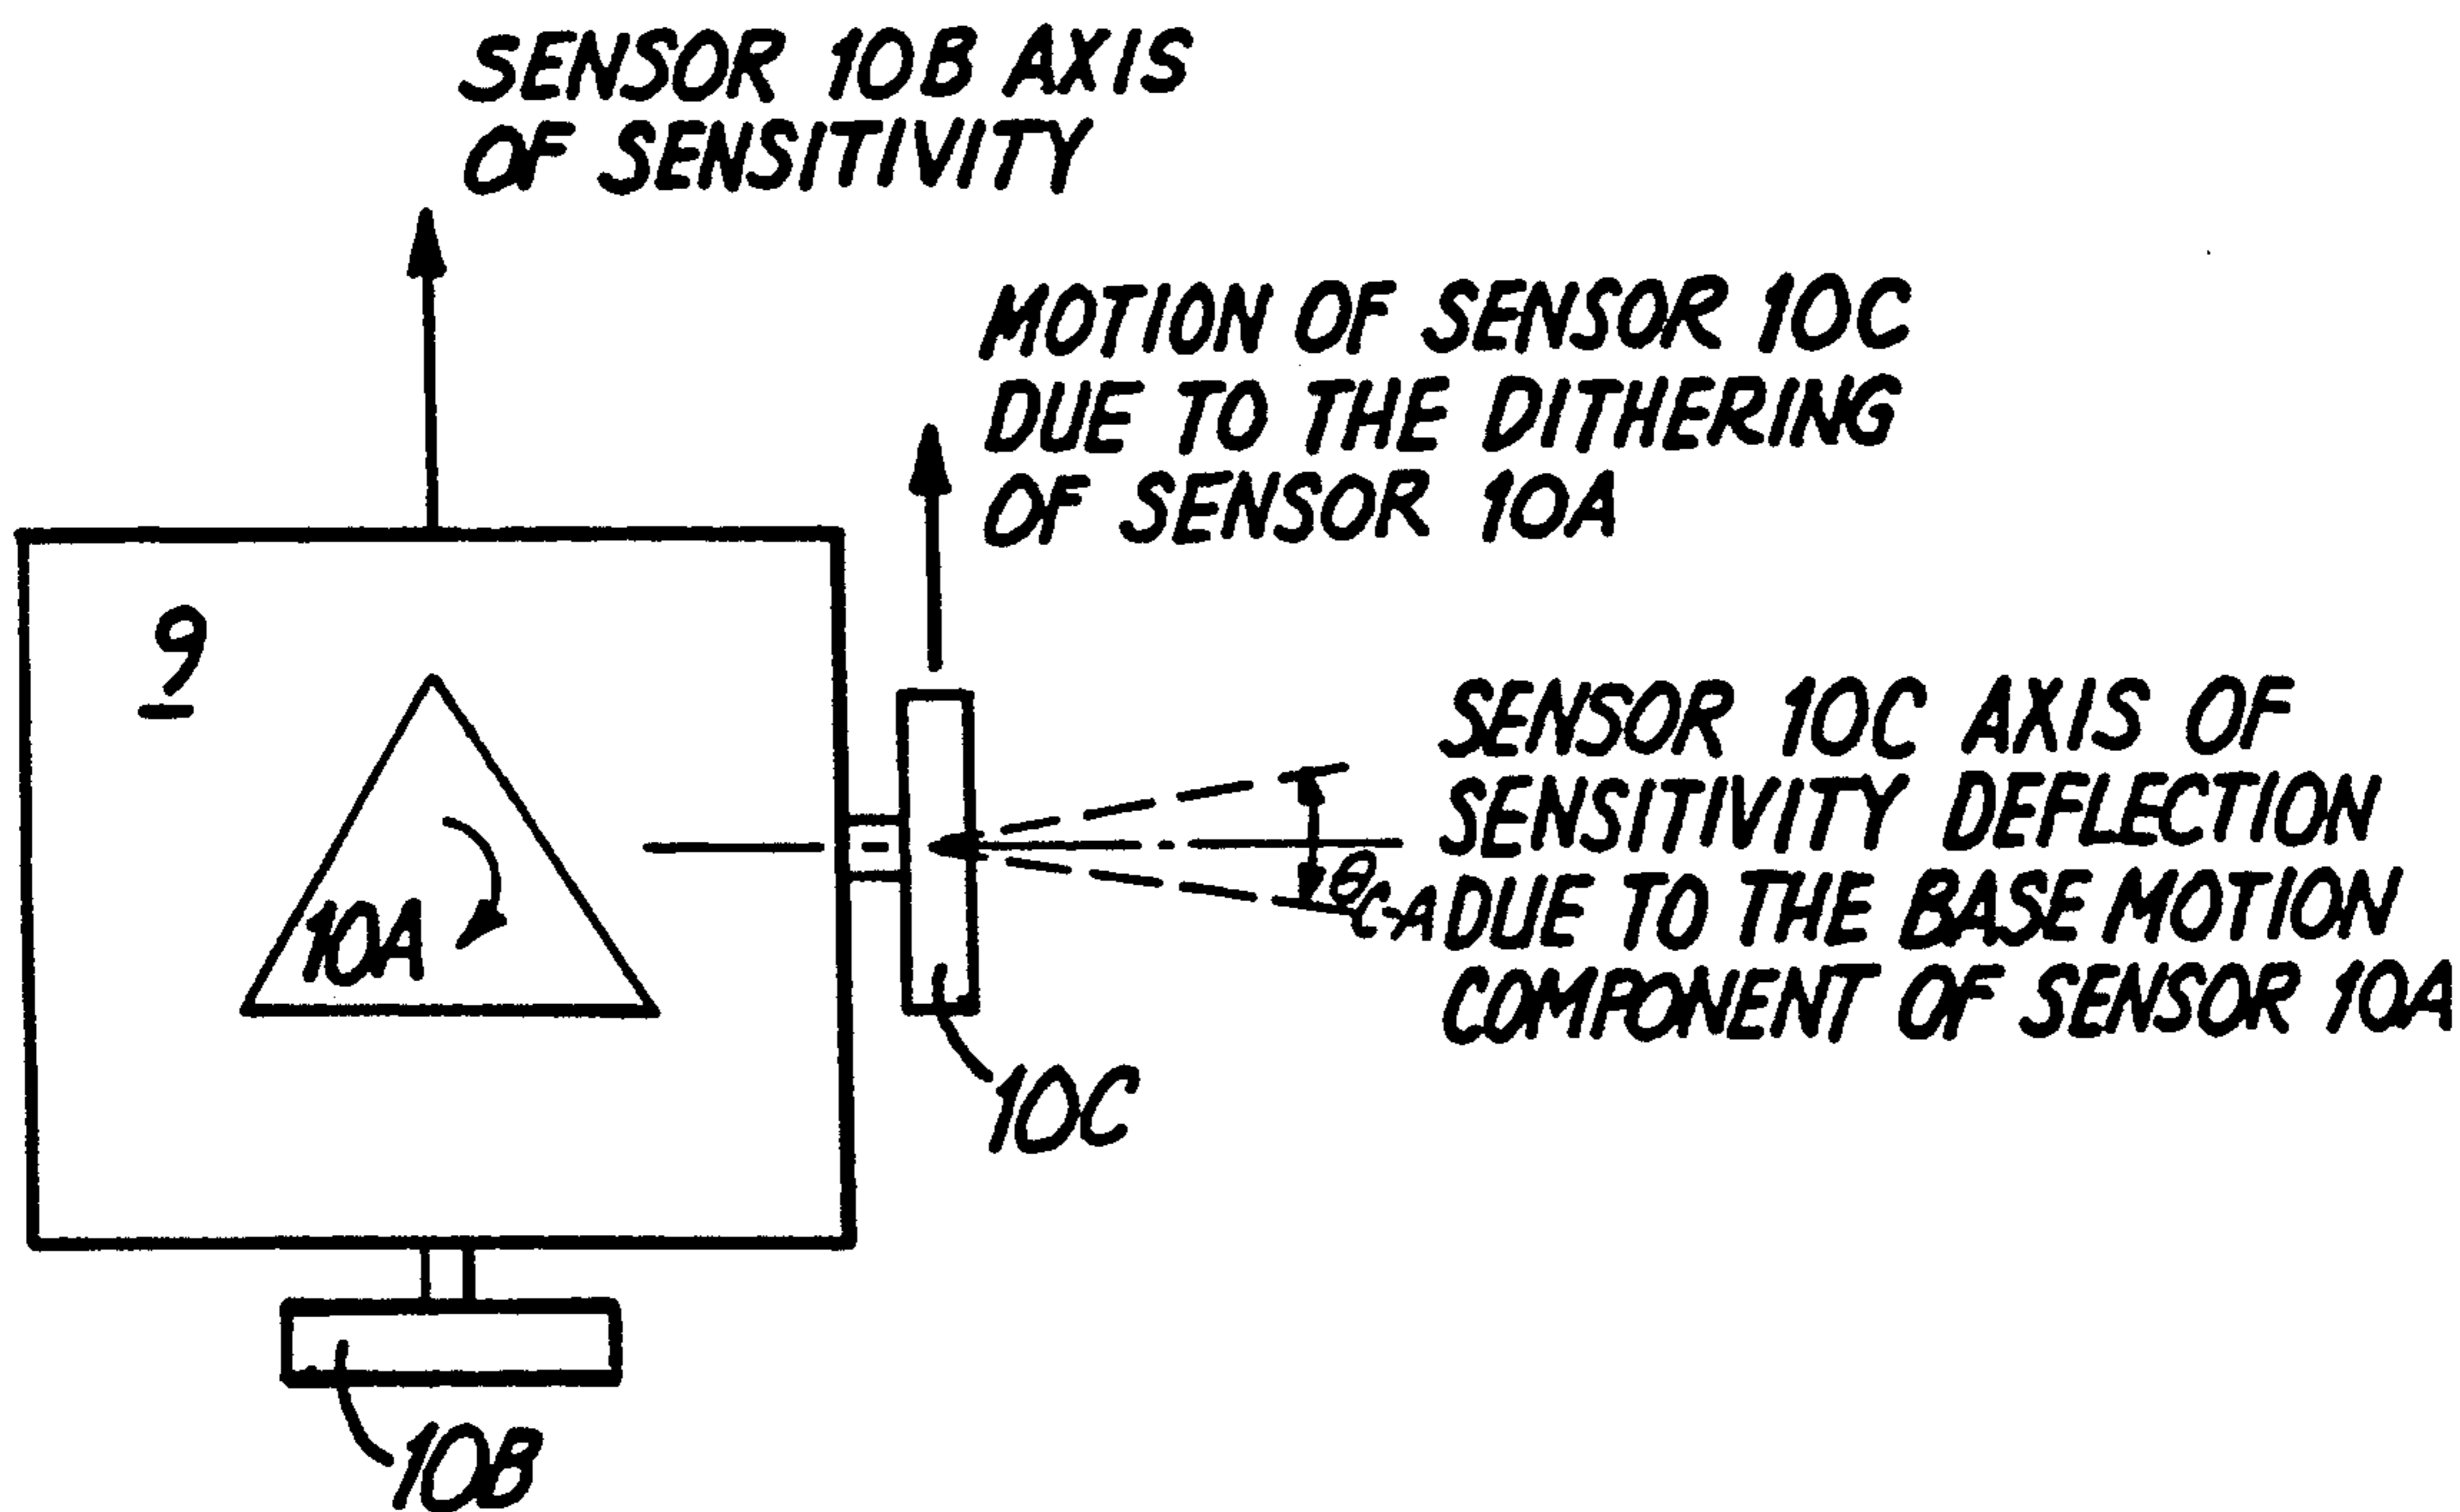 SENSOR 10B AXIS
OF SENSITIVITY
MOTION OF SENSOR 10C
DUE TO THE DITHERING
OF SENSOR 10A
9
10A
SENSOR 10C AXIS OF
SENSITIVITY DEFLECTION
DUE TO THE BASE MOTION
COMPONENT OF SENSOR 10A
10C
10B